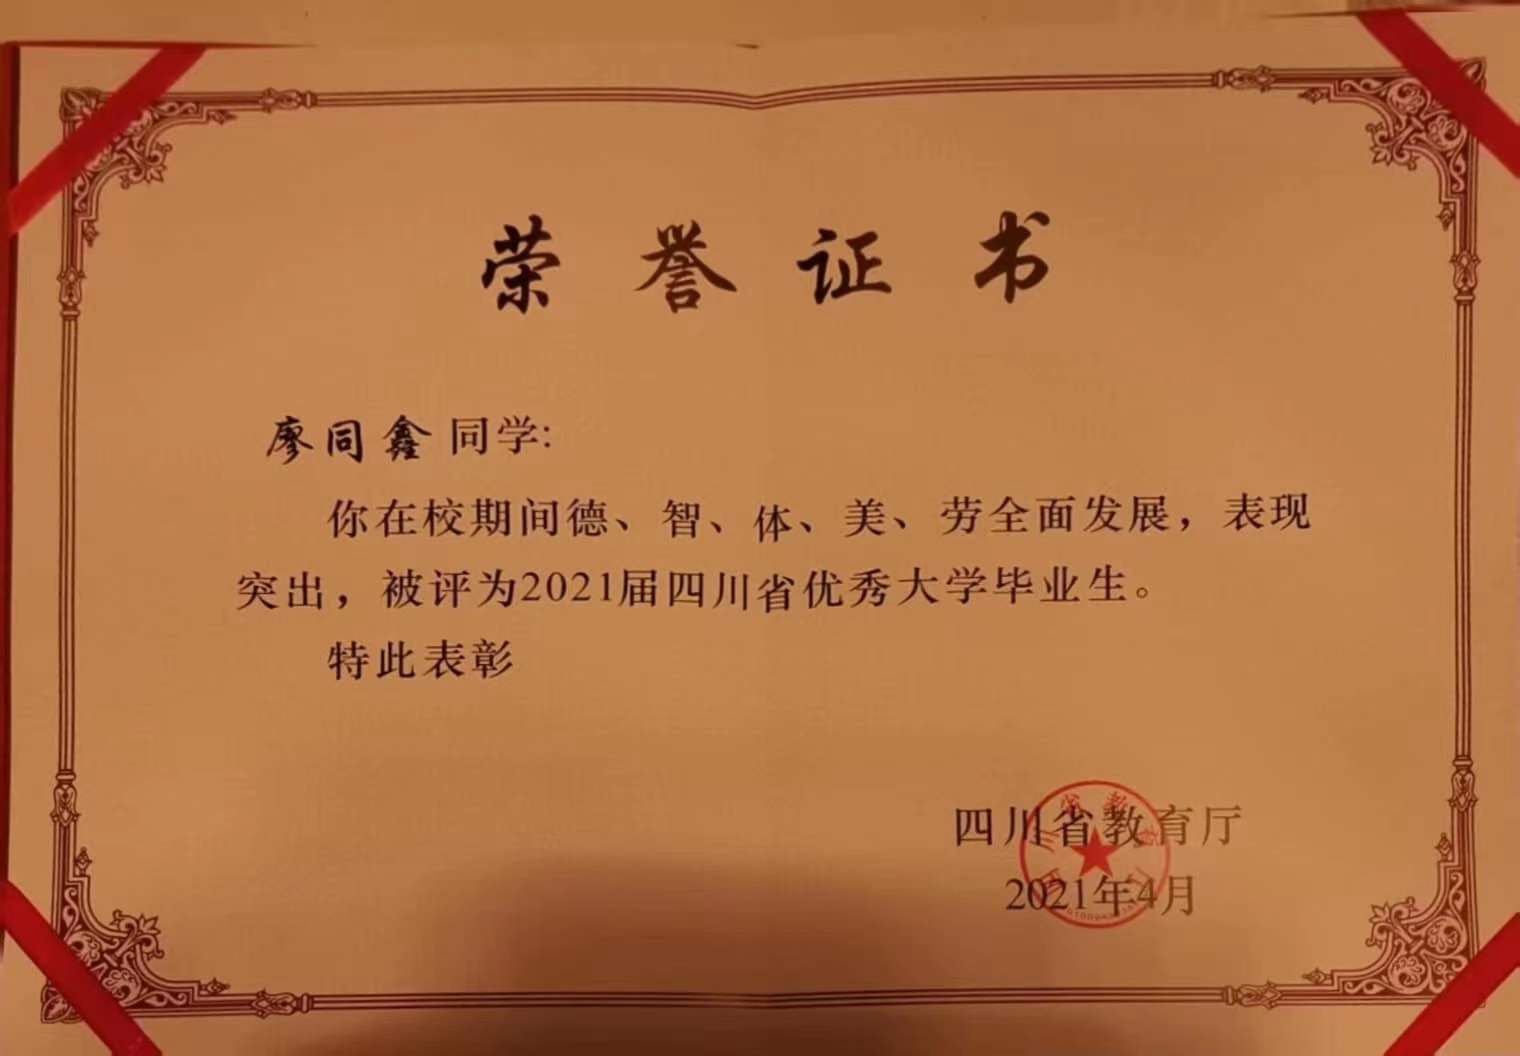 荣誉证书
廖同鑫同学:
你在校期间德、智、体、美、劳全面发展，表现
突出，被评为2021届四川省优秀大学毕业生。
特此表彰
四川省教育厅
2021年4月